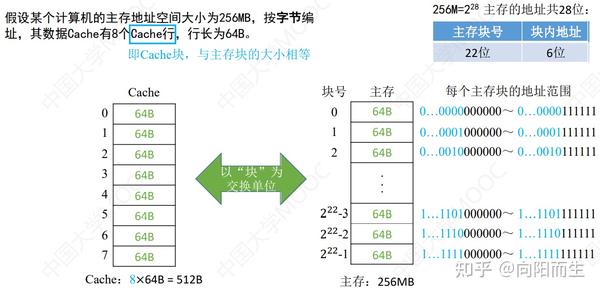 假设某个计算机的主存地址空间大小为256MB，按字节编
址，其数据Cache有8个Cache行，行长为64B。
即Cache块，与主存块的大小相等
256M=2²⁸ 主存的地址共28位：
主存块号 块内地址
22位 6位
Cache
0 64B
1 64B
2 64B
3 64B
4 64B
5 64B
6 64B
7 64B
Cache：8×64B = 512B
以“块”为
交换单位
块号 主存 每个主存块的地址范围
0 64B 0…0000000000～ 0…0000111111
1 64B 0…0001000000～ 0…0001111111
2 64B 0…0010000000～ 0…0010111111
⋮
2²²-3 64B 1…1101000000～ 1…1101111111
2²²-2 64B 1…1110000000～ 1…1110111111
2²²-1 64B 1…1111000000～ 1…1111111111
主存：256MB
中国大学MOOC
知乎 @向阳而生